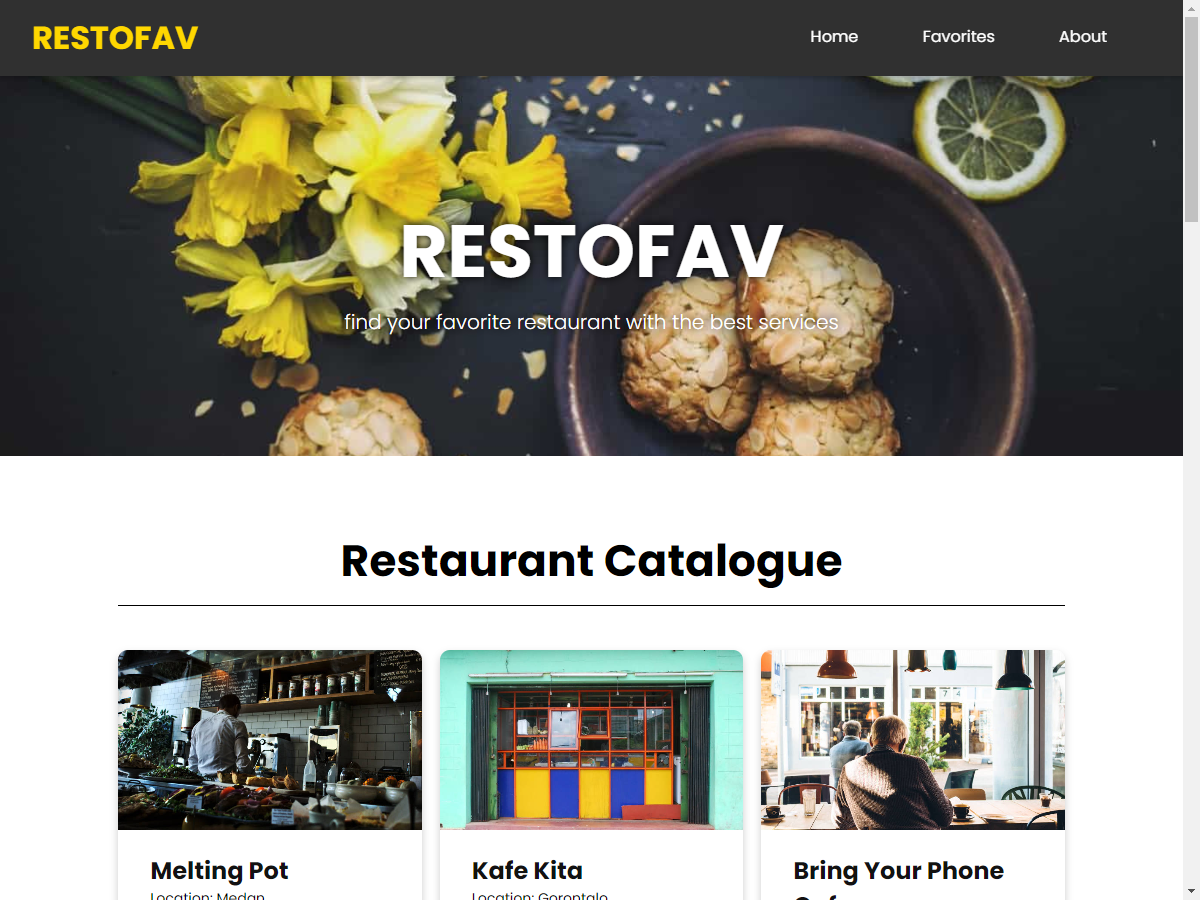 RESTOFAV
Home
Favorites
About
RESTOFAV
find your favorite restaurant with the best services
Restaurant Catalogue
Melting Pot
Location: Medan
Kafe Kita
Location: Gorontalo
Bring Your Phone